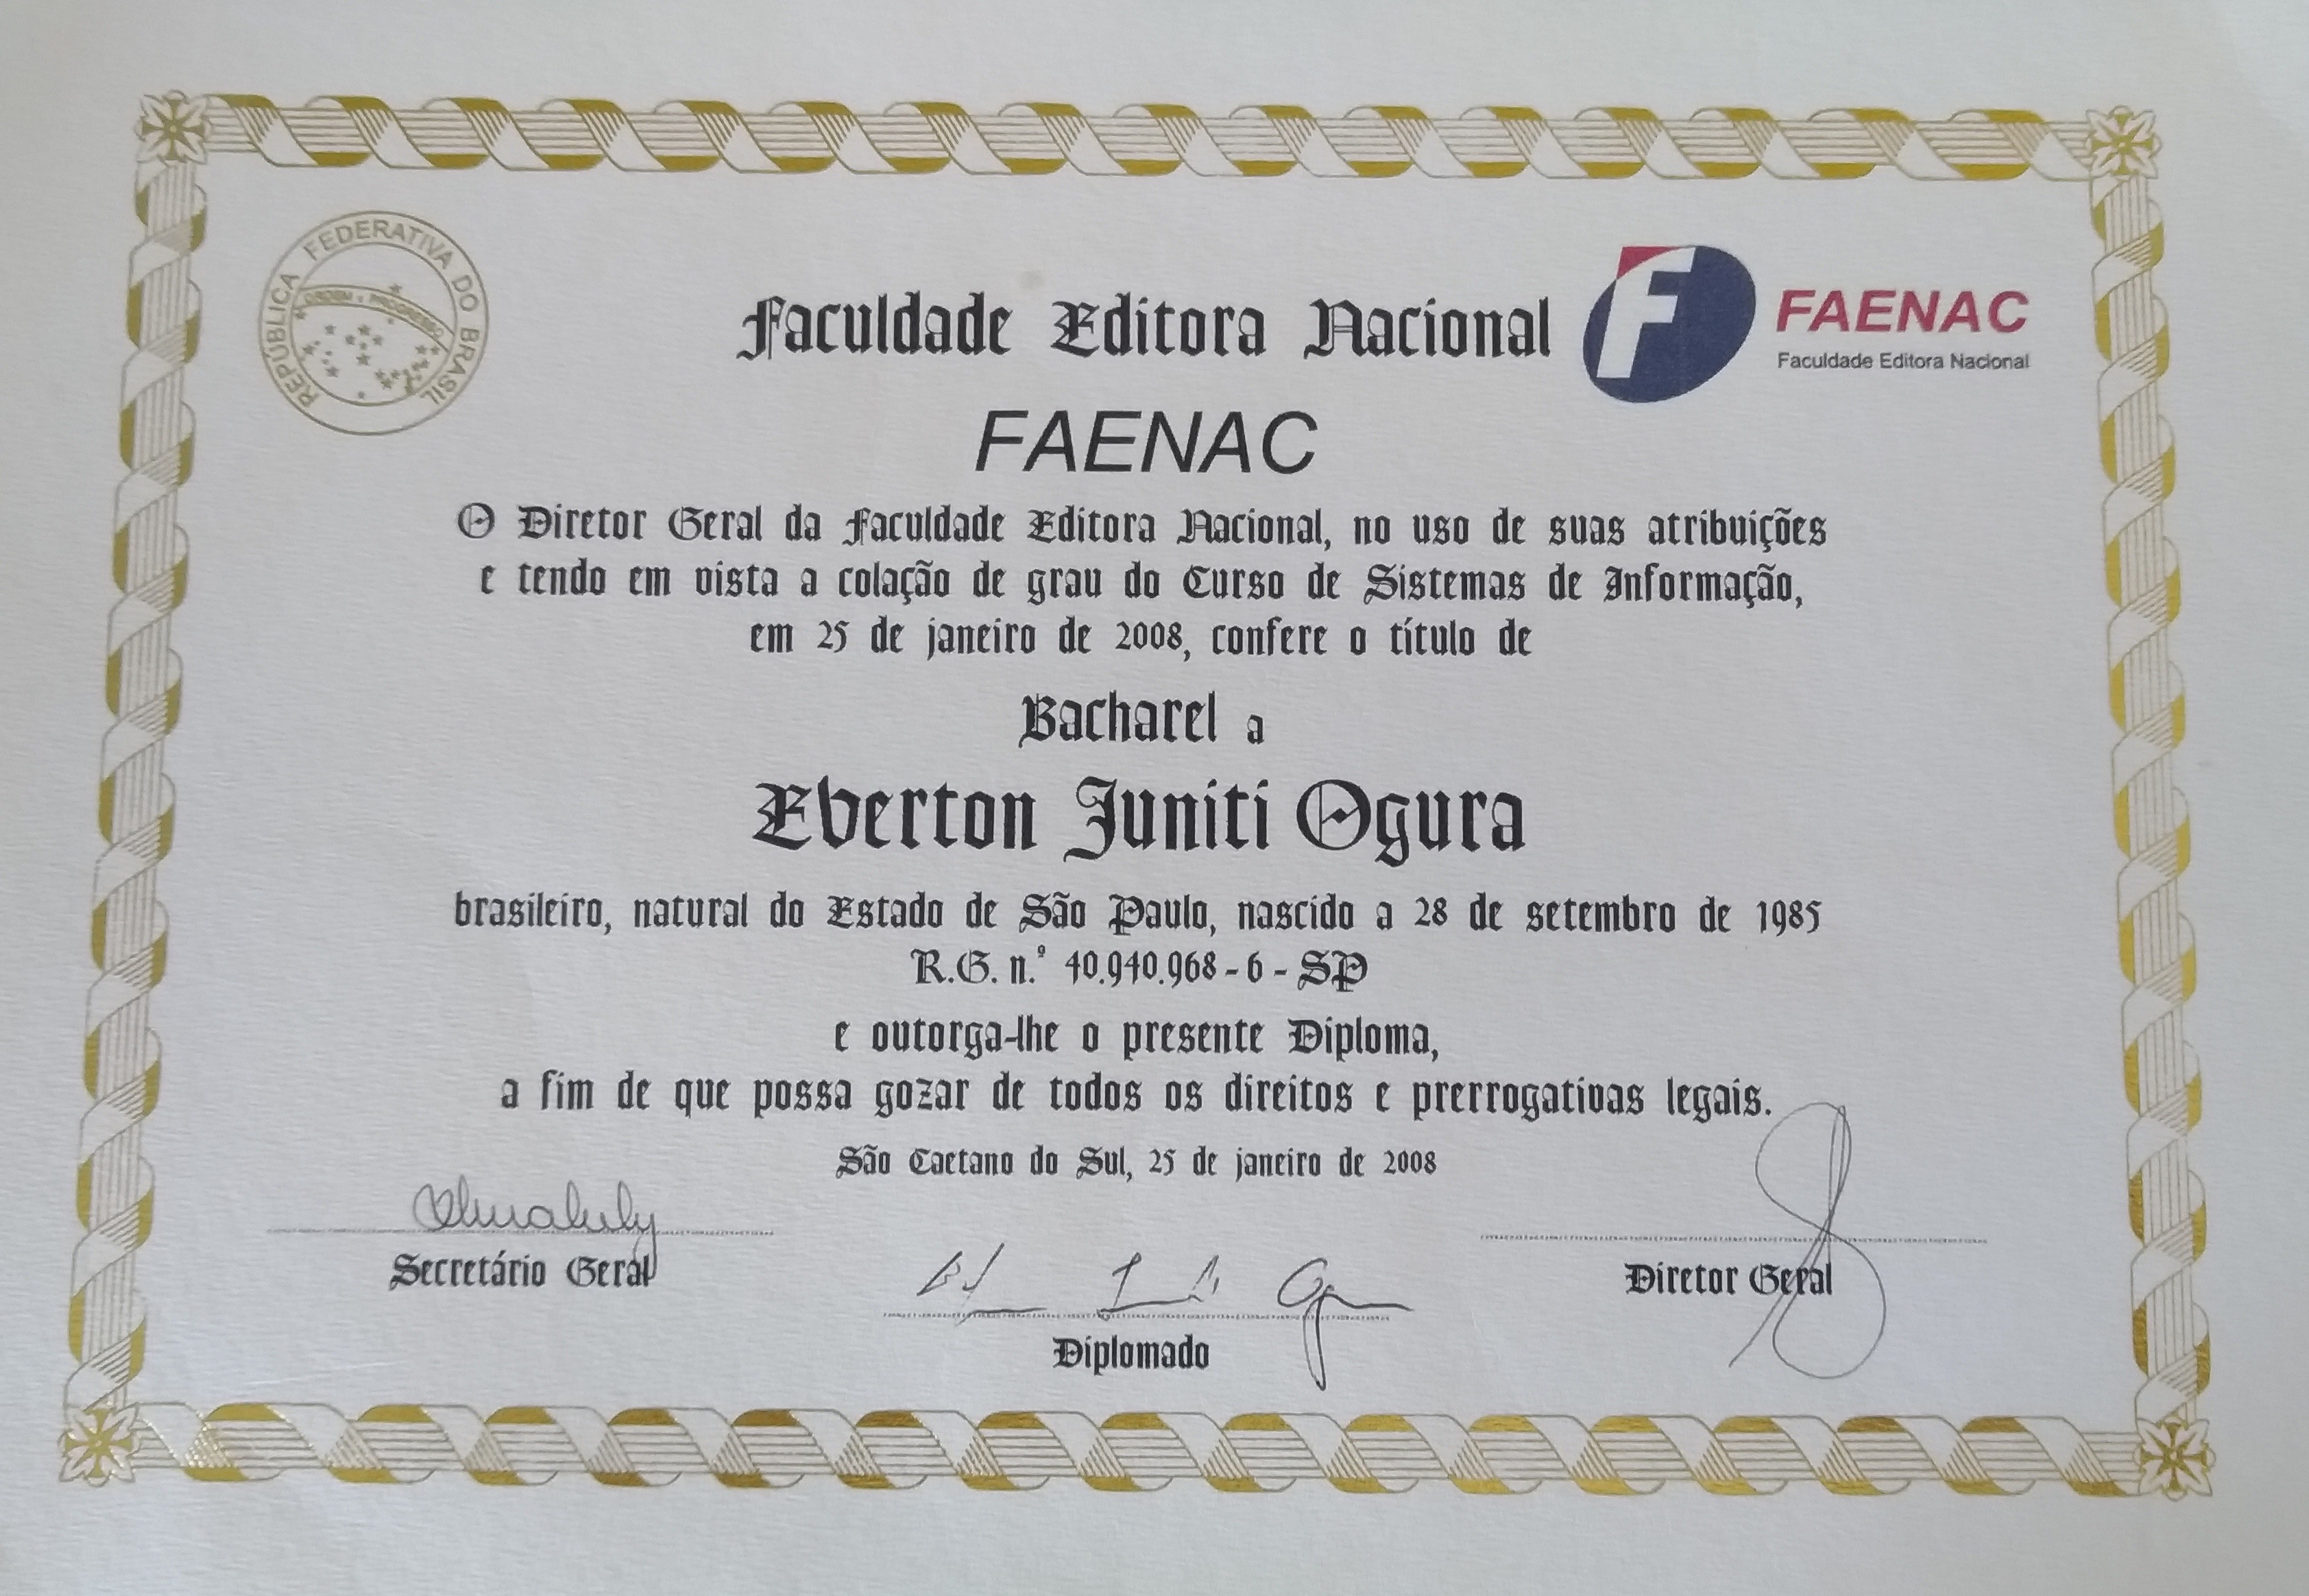 REPÚBLICA FEDERATIVA DO BRASIL
ORDEM E PROGRESSO
Faculdade Editora Nacional
F
FAENAC
Faculdade Editora Nacional
FAENAC
O Diretor Geral da Faculdade Editora Nacional, no uso de suas atribuições
e tendo em vista a colação de grau do Curso de Sistemas de Informação,
em 25 de janeiro de 2008, confere o título de
Bacharel a
Everton Juniti Ogura
brasileiro, natural do Estado de São Paulo, nascido a 28 de setembro de 1985
R.G. n.º 40.940.968 - 6 - SP
e outorga-lhe o presente Diploma,
a fim de que possa gozar de todos os direitos e prerrogativas legais.
São Caetano do Sul, 25 de janeiro de 2008
Secretário Geral
Diretor Geral
Diplomado